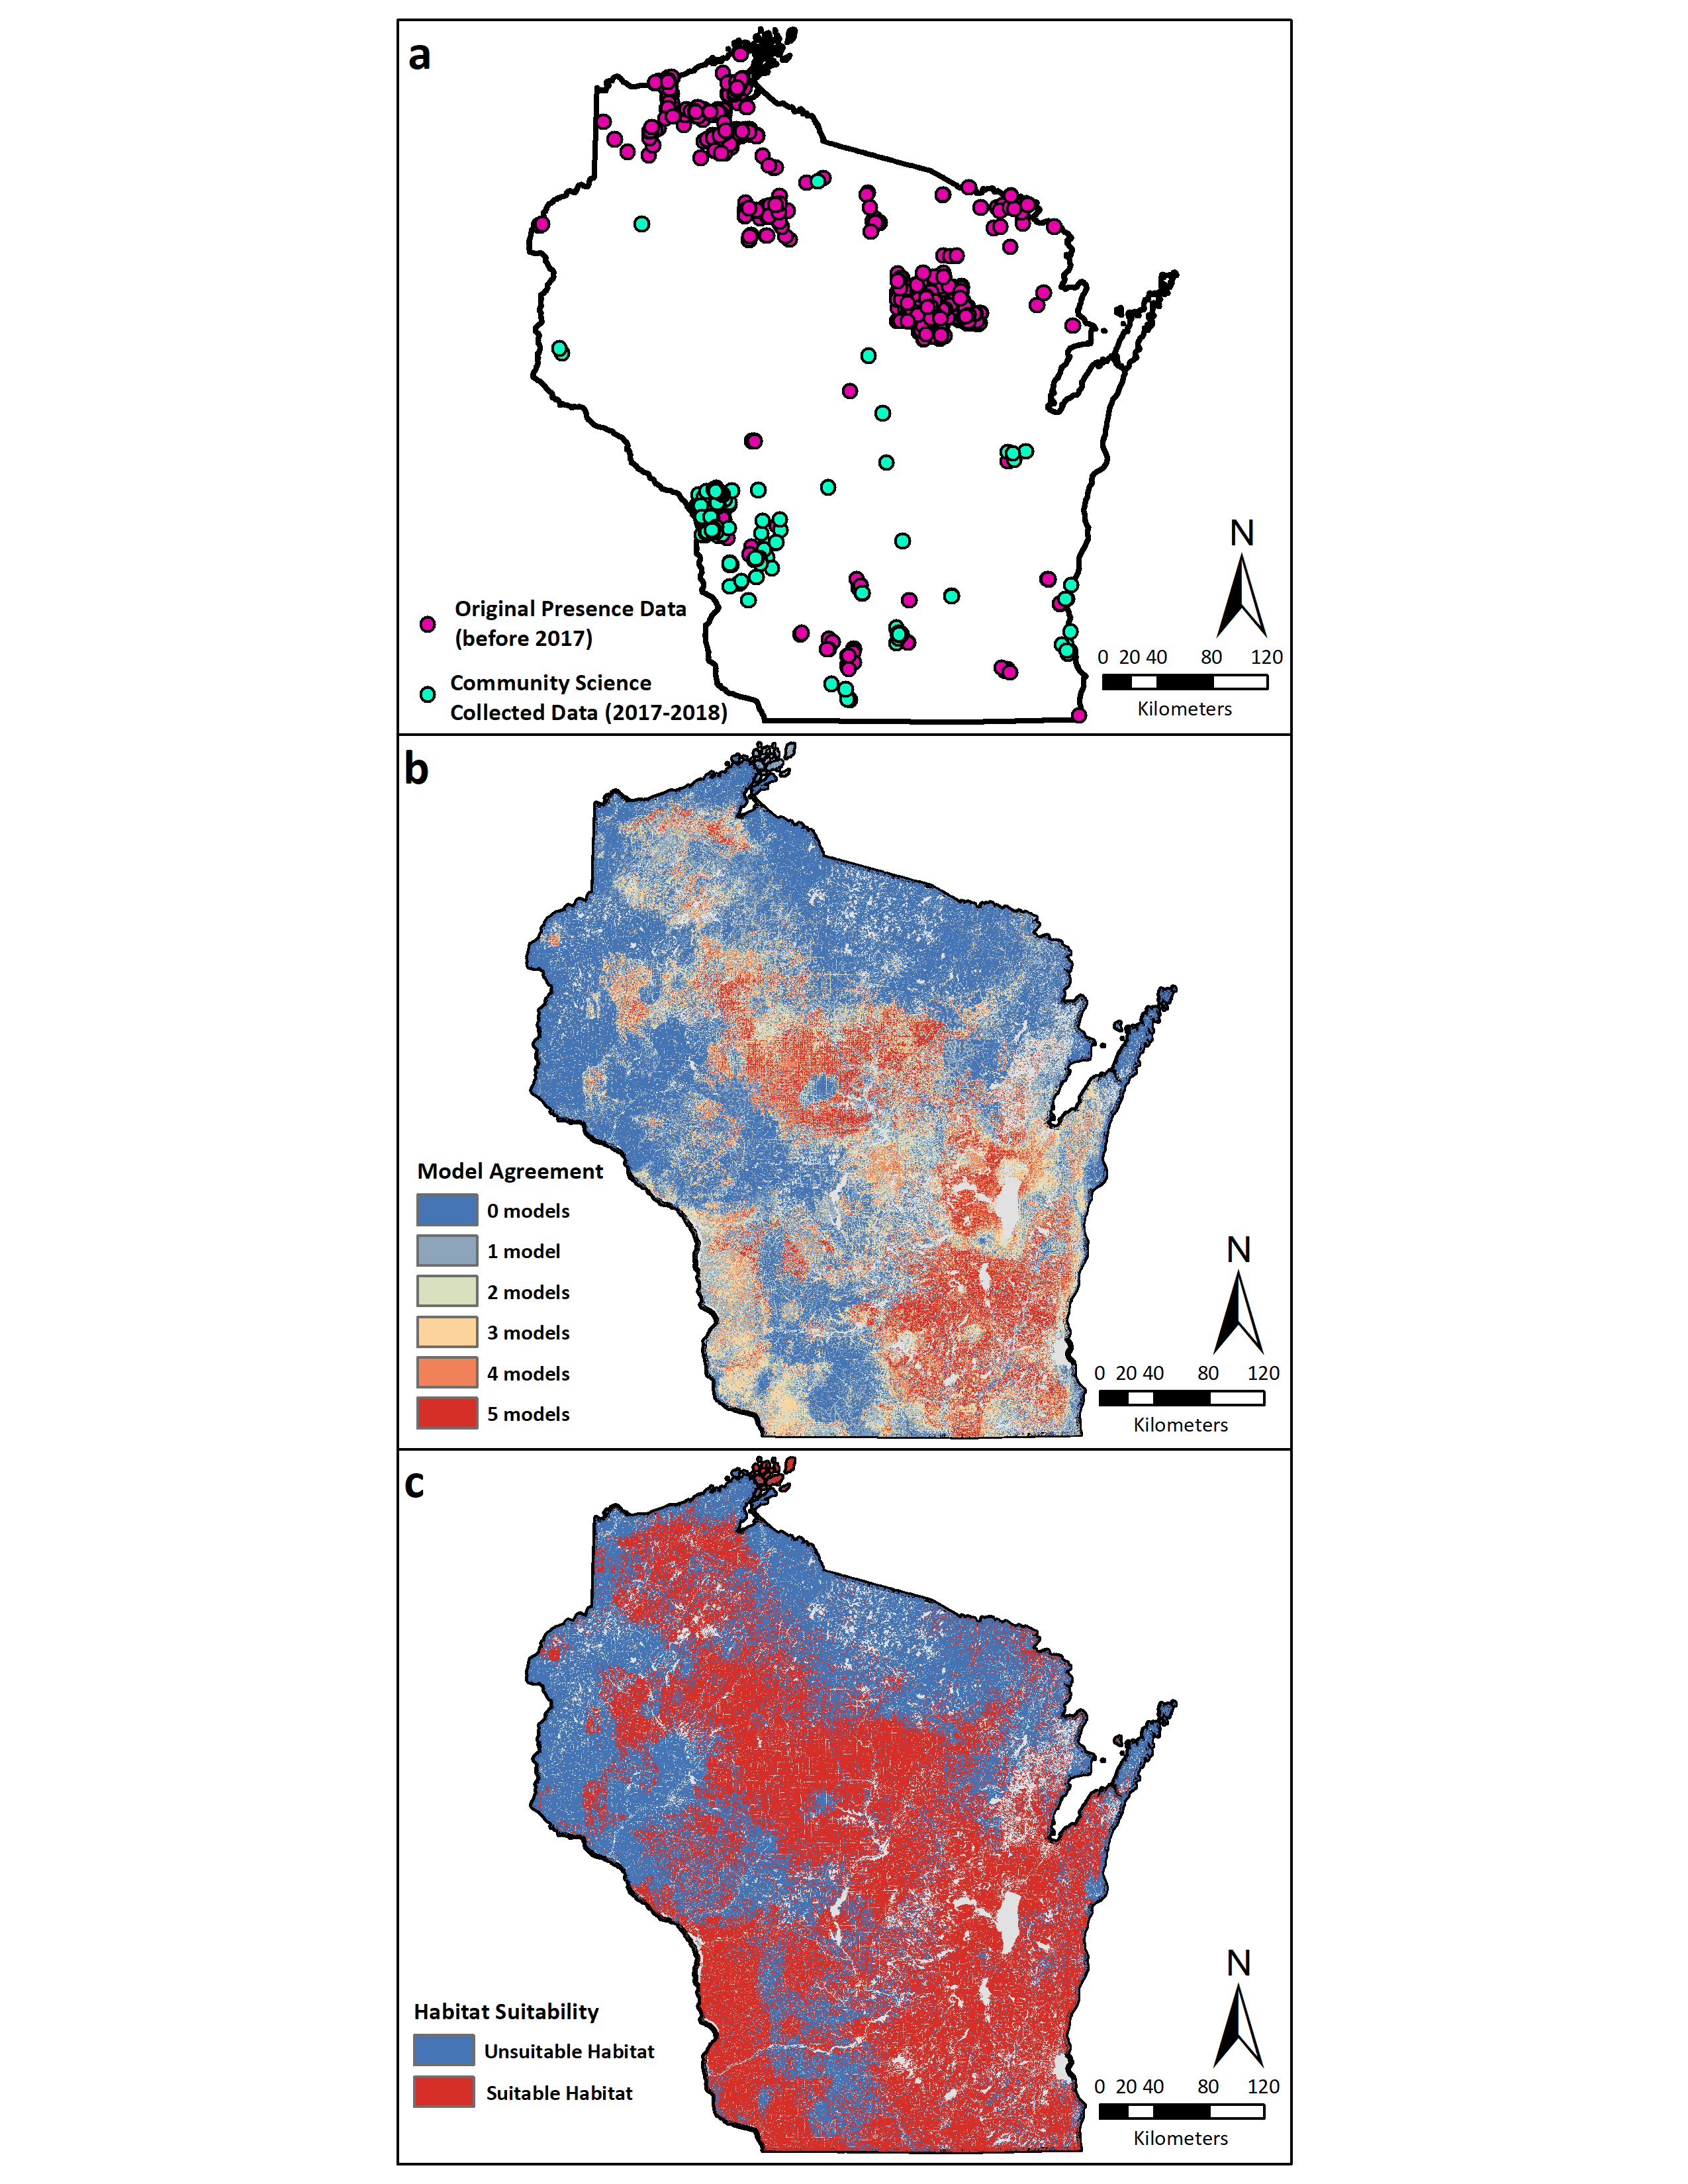 a
N
0 20 40 80 120
Kilometers
Original Presence Data
(before 2017)
Community Science
Collected Data (2017-2018)
b
Model Agreement
0 models
1 model
2 models
3 models
4 models
5 models
N
0 20 40 80 120
Kilometers
c
Habitat Suitability
Unsuitable Habitat
Suitable Habitat
N
0 20 40 80 120
Kilometers